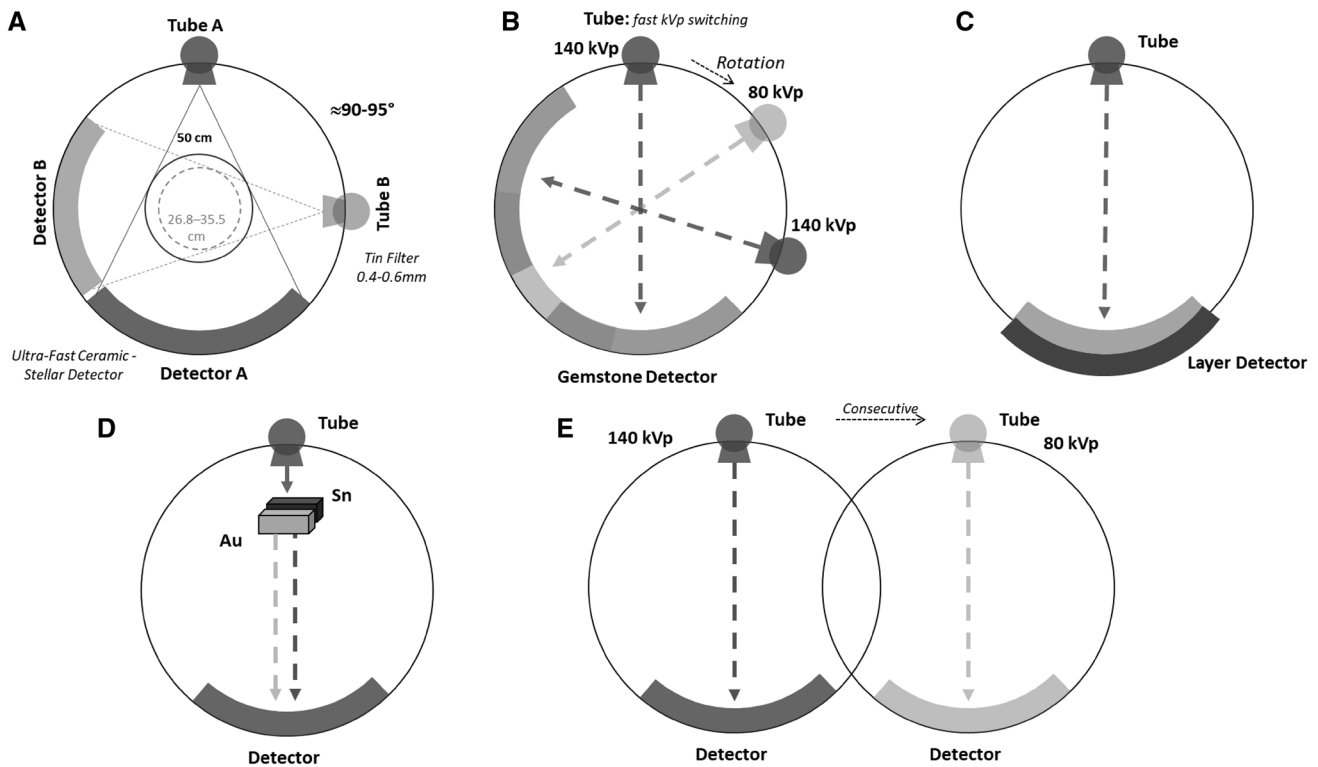 A
Tube A
≈90-95°
50 cm
Detector B
26.8–35.5
cm
Tube B
Tin Filter
0.4-0.6mm
Ultra-Fast Ceramic -
Stellar Detector
Detector A
B
Tube: fast kVp switching
140 kVp
Rotation
80 kVp
140 kVp
Gemstone Detector
C
Tube
Layer Detector
D
Tube
Sn
Au
Detector
E
140 kVp
Tube
Consecutive
Tube
80 kVp
Detector
Detector